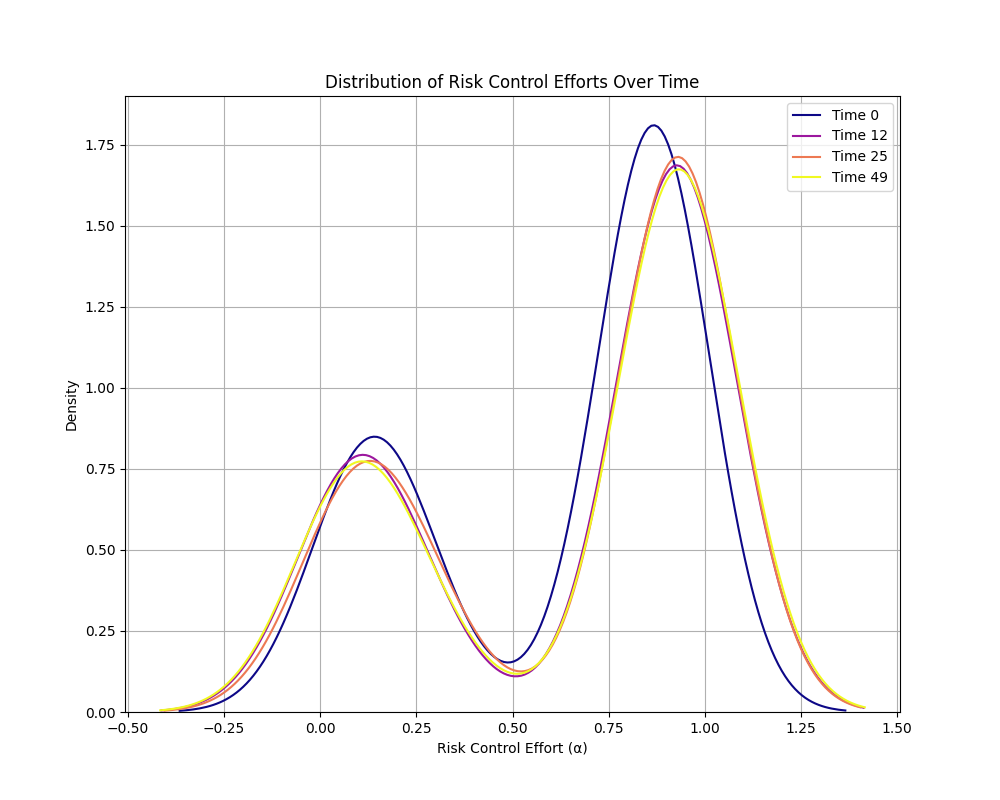 Distribution of Risk Control Efforts Over Time
Time 0
Time 12
Time 25
Time 49
Density
1.75
1.50
1.25
1.00
0.75
0.50
0.25
0.00
−0.50 −0.25 0.00 0.25 0.50 0.75 1.00 1.25 1.50
Risk Control Effort (α)